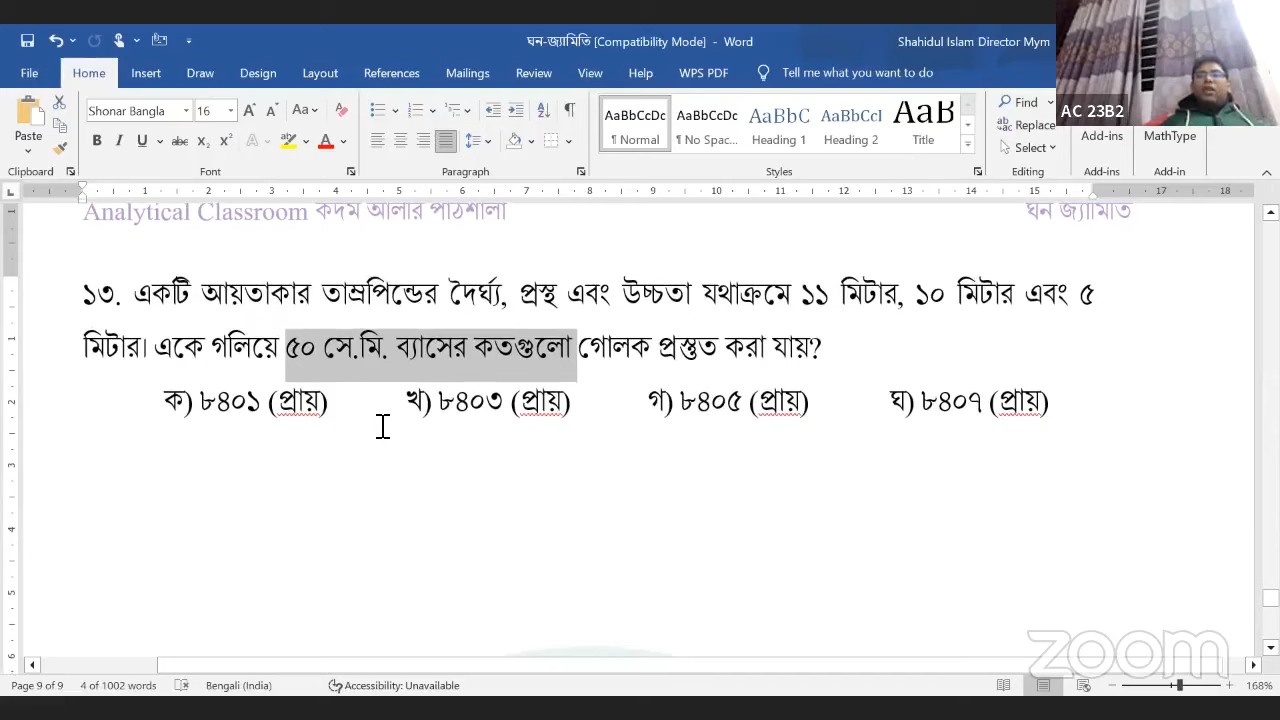 ঘন-জ্যামিতি [Compatibility Mode] - Word
Shahidul Islam Director Mym
File Home Insert Draw Design Layout References Mailings Review View Help WPS PDF Tell me what you want to do
AC 23B2
Shonar Bangla 16
Paste
Clipboard Font Paragraph Styles Editing Add-ins MathType
AaBbCcDc AaBbCcDc AaBbC AaBbCcI AaB
¶ Normal ¶ No Spac... Heading 1 Heading 2 Title
Find
Replace
Select
Add-ins MathType
Analytical Classroom কদম আলীর পাঠশালা ঘন জ্যামিতি
১৩. একটি আয়তাকার তাম্রপিন্ডের দৈর্ঘ্য, প্রস্থ এবং উচ্চতা যথাক্রমে ১১ মিটার, ১০ মিটার এবং ৫
মিটার। একে গলিয়ে ৫০ সে.মি. ব্যাসের কতগুলো গোলক প্রস্তুত করা যায়?
ক) ৮৪০১ (প্রায়) খ) ৮৪০৩ (প্রায়) গ) ৮৪০৫ (প্রায়) ঘ) ৮৪০৭ (প্রায়)
zoom
Page 9 of 9 4 of 1002 words Bengali (India) Accessibility: Unavailable 168%